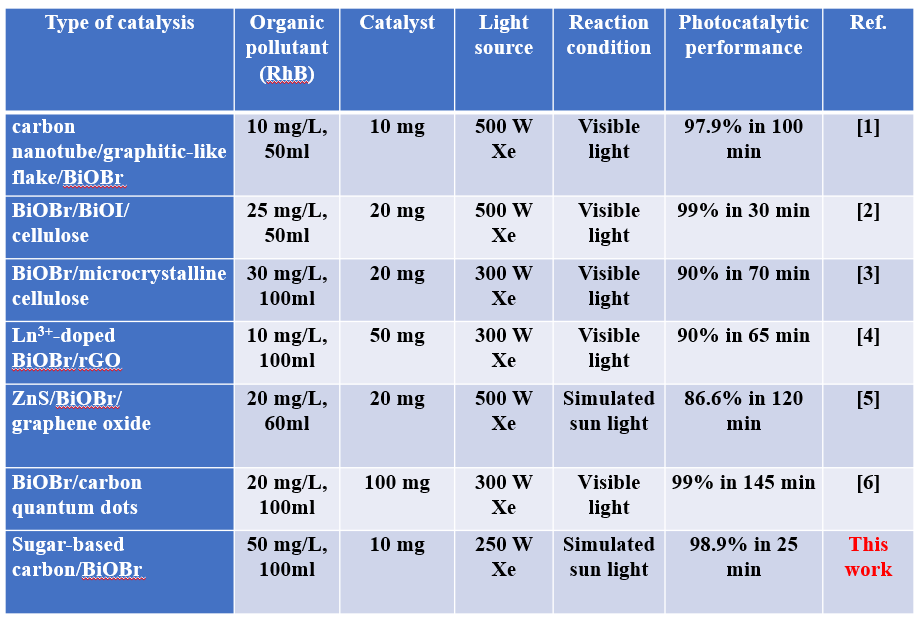 Type of catalysis
Organic
pollutant
(RhB)
Catalyst
Light
source
Reaction
condition
Photocatalytic
performance
Ref.
carbon
nanotube/graphitic-like
flake/BiOBr
10 mg/L,
50ml
10 mg
500 W
Xe
Visible
light
97.9% in 100
min
[1]
BiOBr/BiOI/
cellulose
25 mg/L,
50ml
20 mg
500 W
Xe
Visible
light
99% in 30 min
[2]
BiOBr/microcrystalline
cellulose
30 mg/L,
100ml
20 mg
300 W
Xe
Visible
light
90% in 70 min
[3]
Ln³⁺-doped
BiOBr/rGO
10 mg/L,
100ml
50 mg
300 W
Xe
Visible
light
90% in 65 min
[4]
ZnS/BiOBr/
graphene oxide
20 mg/L,
60ml
20 mg
500 W
Xe
Simulated
sun light
86.6% in 120
min
[5]
BiOBr/carbon
quantum dots
20 mg/L,
100ml
100 mg
300 W
Xe
Visible
light
99% in 145 min
[6]
Sugar-based
carbon/BiOBr
50 mg/L,
100ml
10 mg
250 W
Xe
Simulated
sun light
98.9% in 25
min
This
work